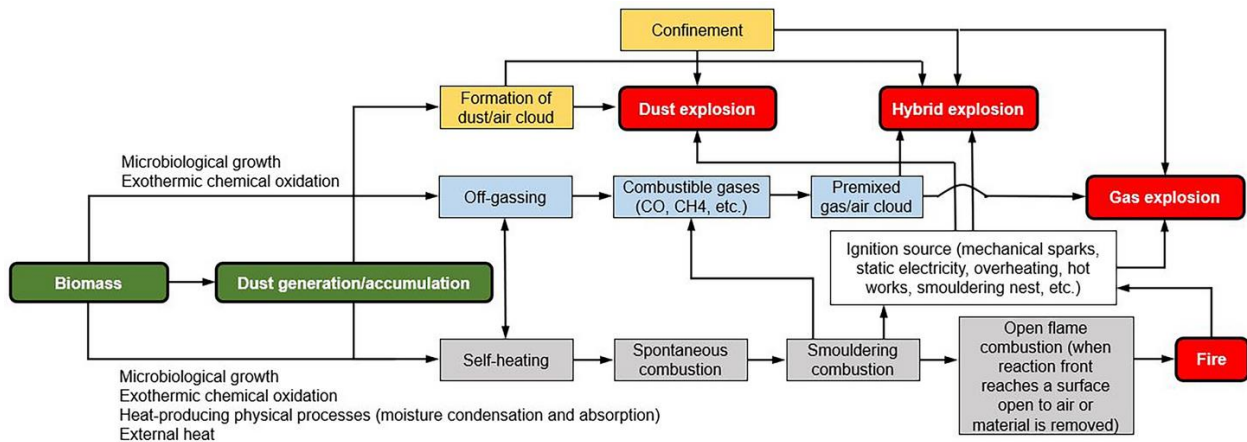 Confinement
Formation of
dust/air cloud
Dust explosion
Hybrid explosion
Microbiological growth
Exothermic chemical oxidation
Off-gassing
Combustible gases
(CO, CH4, etc.)
Premixed
gas/air cloud
Gas explosion
Ignition source (mechanical sparks,
static electricity, overheating, hot
works, smouldering nest, etc.)
Biomass
Dust generation/accumulation
Self-heating
Spontaneous
combustion
Smouldering
combustion
Open flame
combustion (when
reaction front
reaches a surface
open to air or
material is removed)
Fire
Microbiological growth
Exothermic chemical oxidation
Heat-producing physical processes (moisture condensation and absorption)
External heat